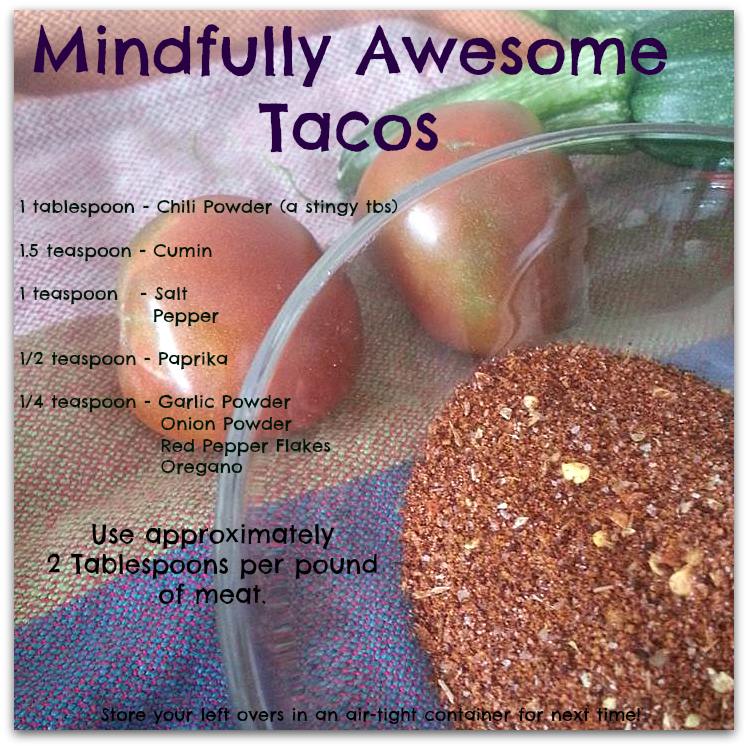 Mindfully Awesome
Tacos
1 tablespoon - Chili Powder (a stingy tbs)
1.5 teaspoon - Cumin
1 teaspoon - Salt
Pepper
1/2 teaspoon - Paprika
1/4 teaspoon - Garlic Powder
Onion Powder
Red Pepper Flakes
Oregano
Use approximately
2 Tablespoons per pound
of meat.
Store your left overs in an air-tight container for next time!